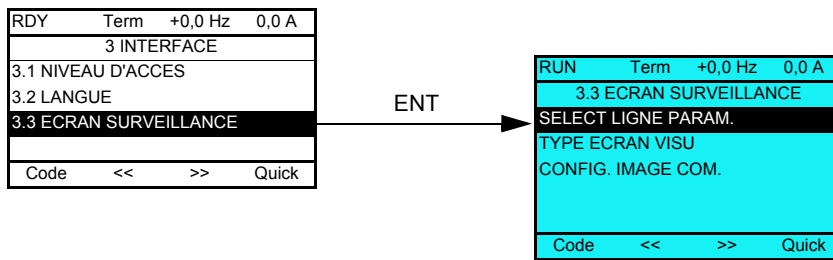 RDY Term +0,0 Hz 0,0 A
3 INTERFACE
3.1 NIVEAU D'ACCES
3.2 LANGUE
3.3 ECRAN SURVEILLANCE
Code << >> Quick
ENT
RUN Term +0,0 Hz 0,0 A
3.3 ECRAN SURVEILLANCE
SELECT LIGNE PARAM.
TYPE ECRAN VISU
CONFIG. IMAGE COM.
Code << >> Quick